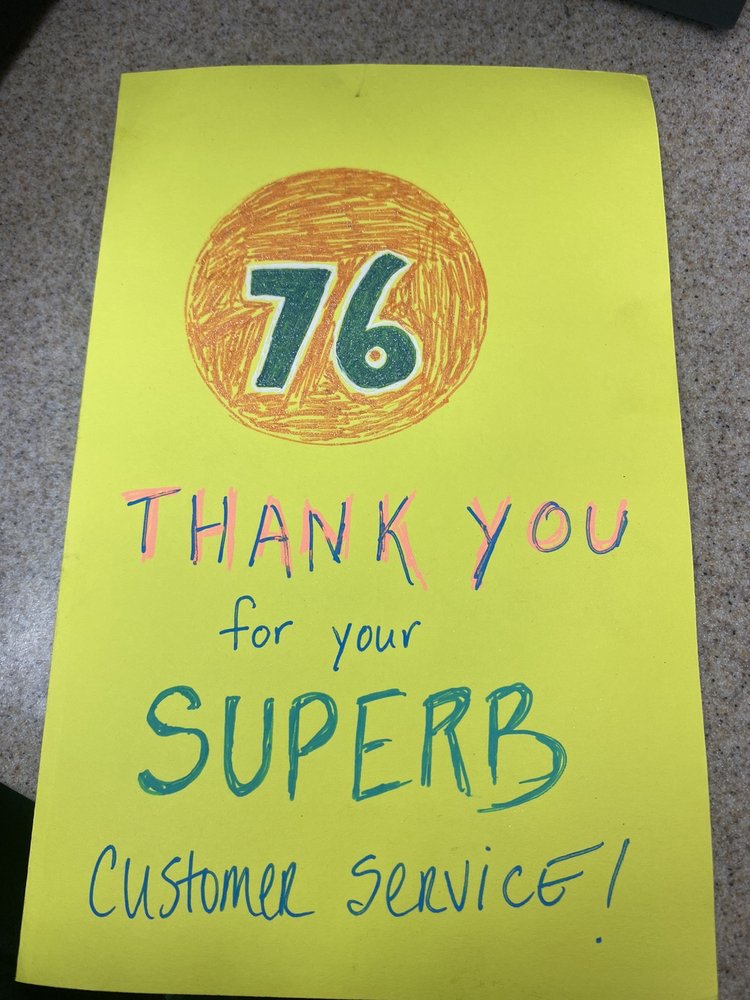 76
THANK YOU
for your
SUPERB
Customer Service!